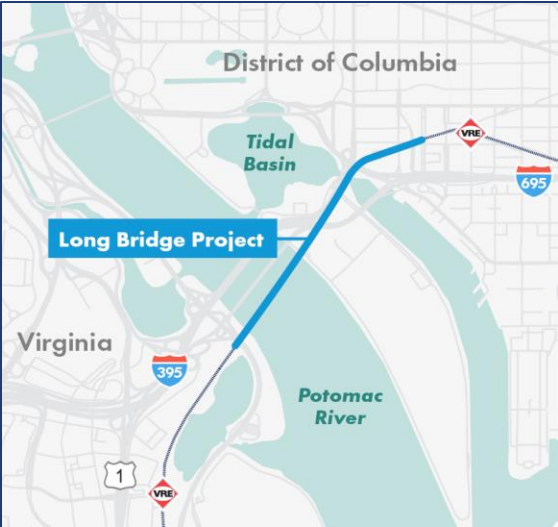 District of Columbia
VRE
Tidal
Basin
695
Long Bridge Project
Virginia
395
Potomac
River
1
VRE